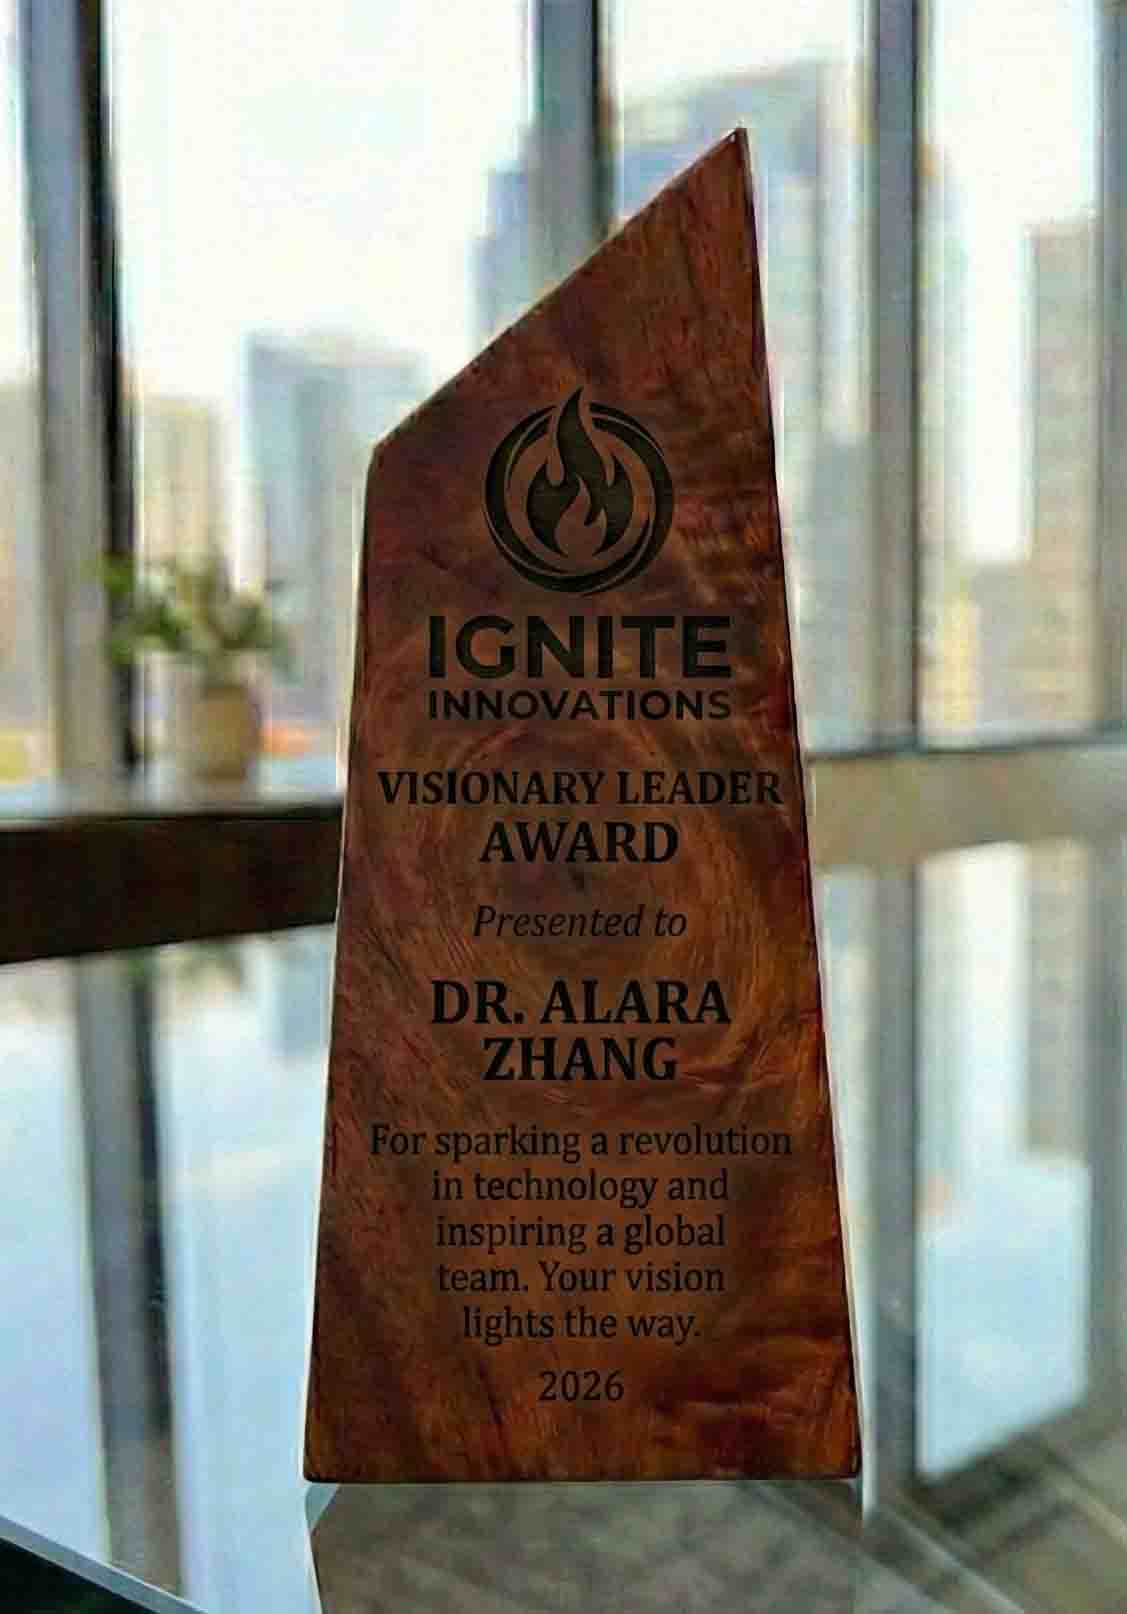 IGNITE
INNOVATIONS
VISIONARY LEADER
AWARD
Presented to
DR. ALARA
ZHANG
For sparking a revolution
in technology and
inspiring a global
team. Your vision
lights the way.
2026